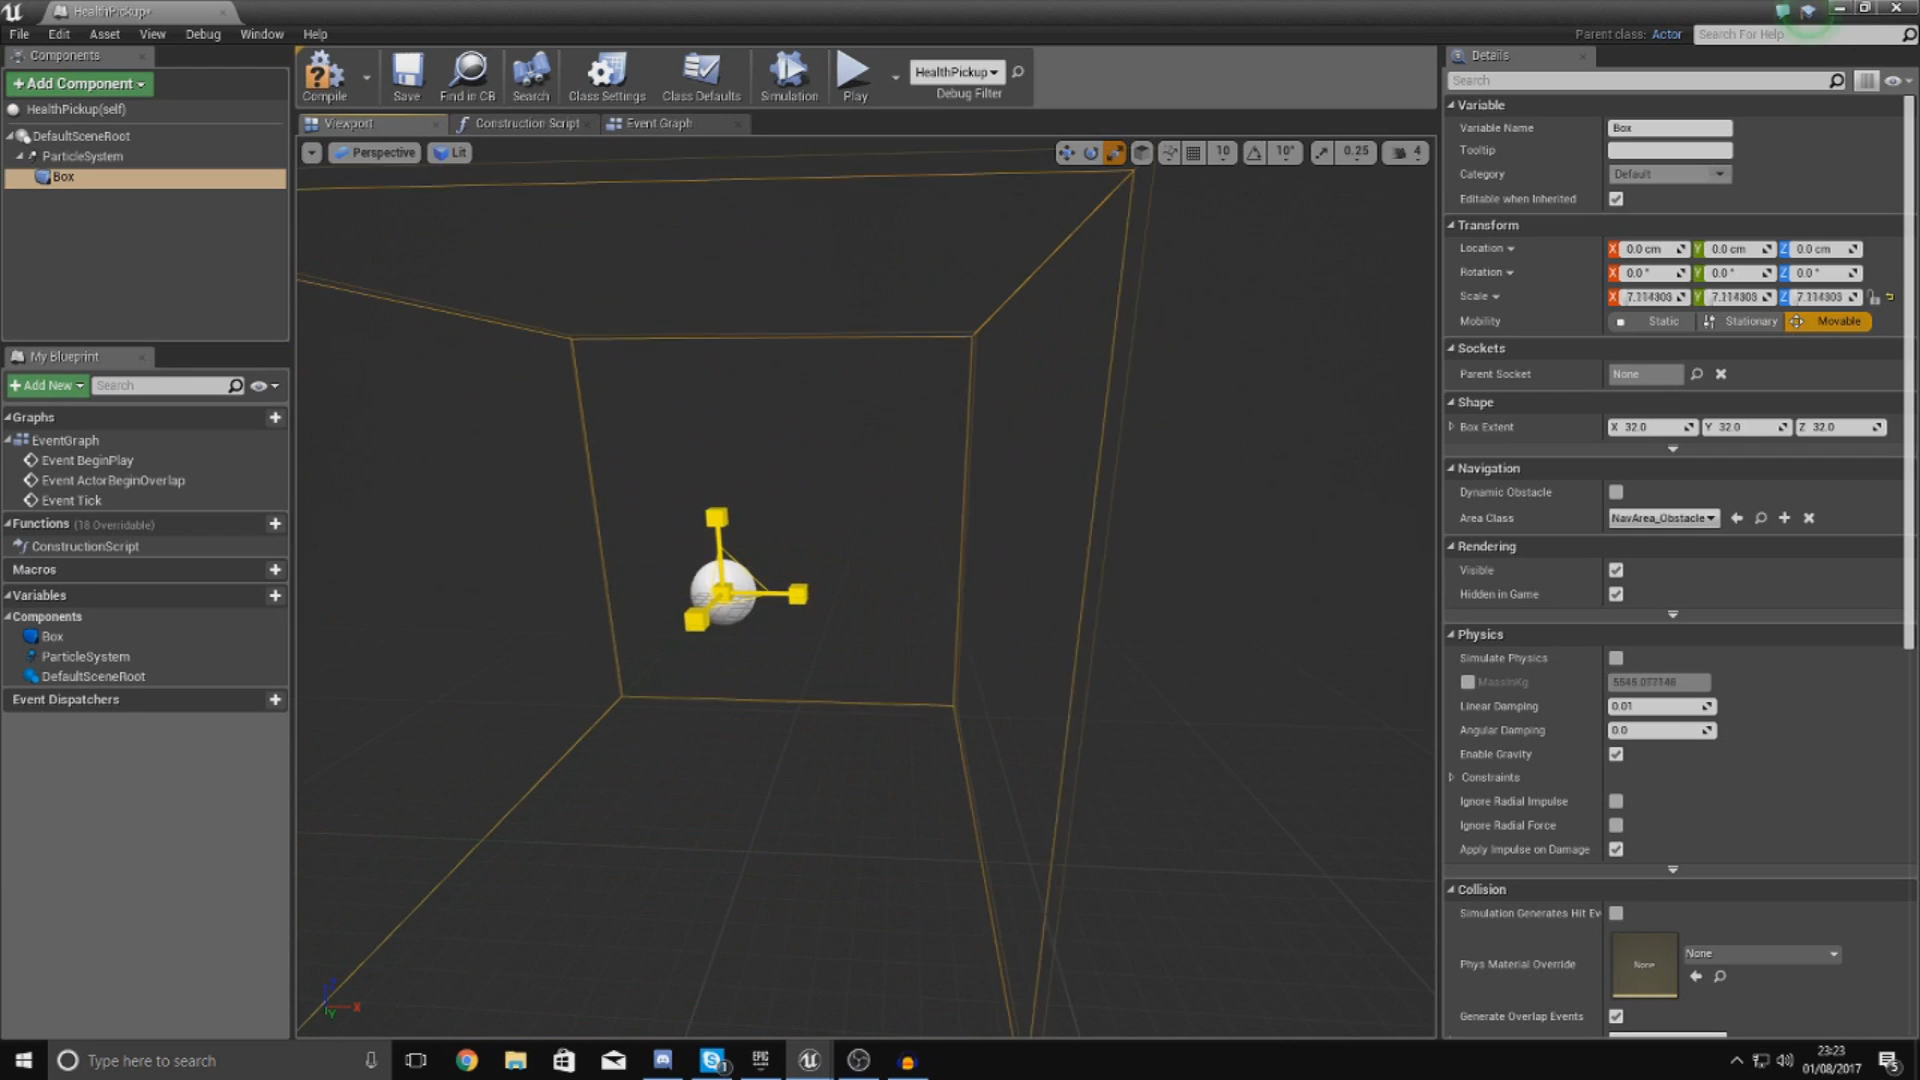 HealthPickup*
File Edit Asset View Debug Window Help
Parent class: Actor
Search For Help
Components
+Add Component
HealthPickup(self)
DefaultSceneRoot
ParticleSystem
Box
My Blueprint
+Add New
Search
Graphs
EventGraph
Event BeginPlay
Event ActorBeginOverlap
Event Tick
Functions (18 Overridable)
ConstructionScript
Macros
Variables
Components
Box
ParticleSystem
DefaultSceneRoot
Event Dispatchers
Compile Save Find in CB Search Class Settings Class Defaults Simulation Play
HealthPickup
Debug Filter
Viewport Construction Script Event Graph
Perspective Lit
10 10° 0.25 4
Z
X
Y
Details
Search
Variable
Variable Name Box
Tooltip
Category Default
Editable when Inherited
Transform
Location X 0.0 cm Y 0.0 cm Z 0.0 cm
Rotation X 0.0 ° Y 0.0 ° Z 0.0 °
Scale X 7.114303 Y 7.114303 Z 7.114303
Mobility Static Stationary Movable
Sockets
Parent Socket None
Shape
Box Extent X 32.0 Y 32.0 Z 32.0
Navigation
Dynamic Obstacle
Area Class NavArea_Obstacle
Rendering
Visible
Hidden in Game
Physics
Simulate Physics
MassInKg
Linear Damping 0.01
Angular Damping 0.0
Enable Gravity
Constraints
Ignore Radial Impulse
Ignore Radial Force
Apply Impulse on Damage
Collision
Simulation Generates Hit Ev
Phys Material Override None None
Generate Overlap Events
Type here to search
1
EPIC
GAMES
23:23
01/08/2017
5